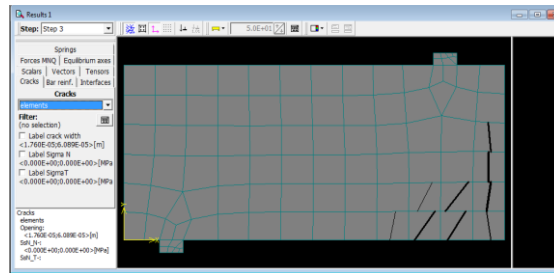 Results 1
Step: Step 3
5.0E+01
Springs
Forces MNQ Equilibrium axes
Scalars Vectors Tensors
Cracks Bar reinf. Interfaces
Cracks
elements
Filter:
(no selection)
Label crack width
<1.760E-05;6.089E-05>[m]
Label Sigma N
<0.000E+00;0.000E+00>[MPa
Label SigmaT
<0.000E+00;0.000E+00>[MPa
Cracks
elements
Opening:
<1.760E-05;6.089E-05>[m]
<0.000E+00;0.000E+00>[MPa